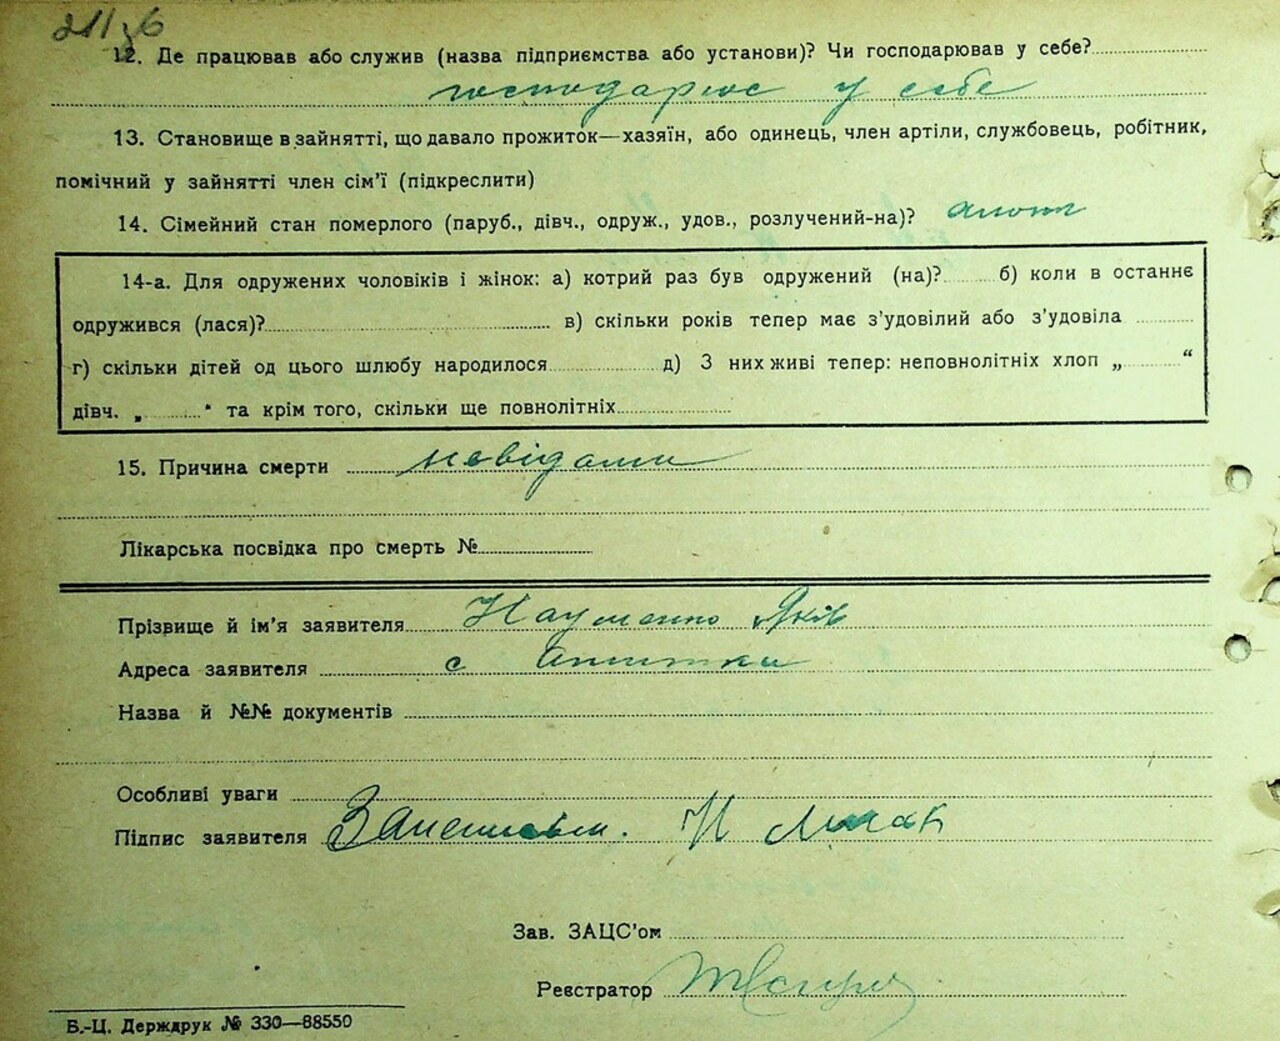 12. Де працював або служив (назва підприємства або установи)? Чи господарював у себе?
господарює у себе
13. Становище в зайнятті, що давало прожиток—хазяїн, або одинець, член артіли, службовець, робітник,
помічний у зайнятті член сім’ї (підкреслити)
14. Сімейний стан померлого (паруб., дівч., одруж., удов., розлучений-на)?
14-а. Для одружених чоловіків і жінок: а) котрий раз був одружений (на)? б) коли в останнє
одружився (лася)? в) скільки років тепер має з’удовілий або з’удовіла
г) скільки дітей од цього шлюбу народилося д) З них живі тепер: неповнолітніх хлоп „ “
дівч. „ “ та крім того, скільки ще повнолітніх
15. Причина смерти невідома
Лікарська посвідка про смерть №
Прізвище й ім’я заявителя Науменко Яків
Адреса заявителя с
Назва й №№ документів
Особливі уваги
Підпис заявителя
Зав. ЗАЦС’ом
Реєстратор
Б.-Ц. Держдрук № 330—88550